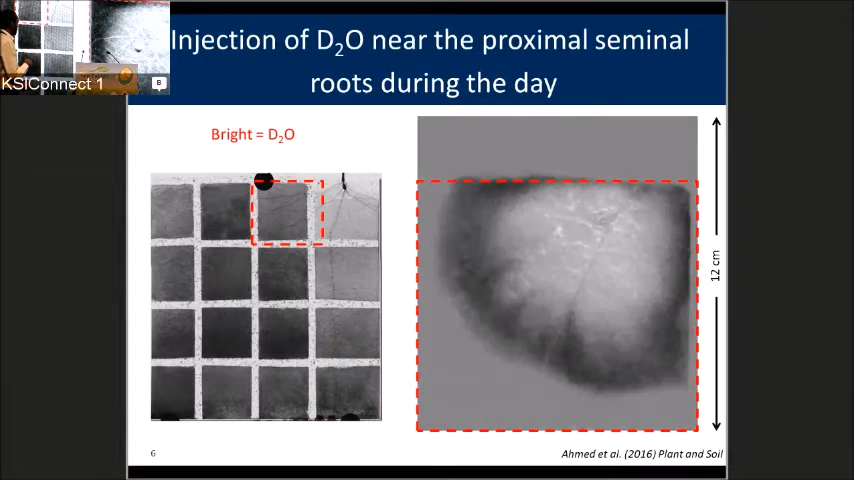 KSIConnect 1
B
Injection of D₂O near the proximal seminal
roots during the day
Bright = D₂O
12 cm
6
Ahmed et al. (2016) Plant and Soil